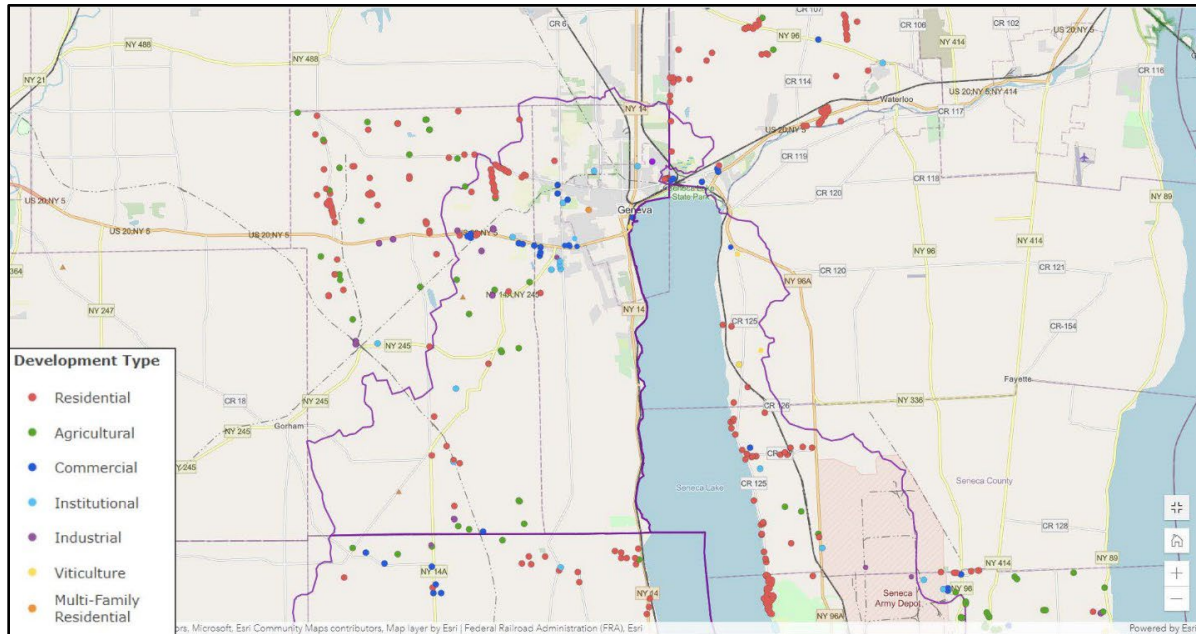 CR 6
CR 107
NY 96
CR 106
NY 414
CR 102
US 20;NY 5
NY 488
NY 488
NY 21
CR 114
CR 116
NY 14
Waterloo
US 20;NY 5;NY 414
CR 117
US 20;NY 5
CR 119
CR 118
US 20;NY 5
CR 120
NY 89
State Park
Geneva
US 20;NY 5
US 20;NY 5
NY 96
NY 414
364
CR 120
CR 121
NY 96A
NY 14A;NY 245
NY 247
NY 14
CR 125
CR-154
NY 245
Development Type
Residential
Agricultural
Commercial
Institutional
Industrial
Viticulture
Multi-Family
Residential
Fayette
CR 18
NY 245
CR 126
NY 336
Gorham
NY 245
NY-245
Seneca Lake
CR 125
Seneca County
CR 128
NY 89
NY 414
NY 14A
NY 96
NY 14
Seneca
Army Depot
NY 96A
ors, Microsoft, Esri Community Maps contributors, Map layer by Esri | Federal Railroad Administration (FRA), Esri
Powered by Esri